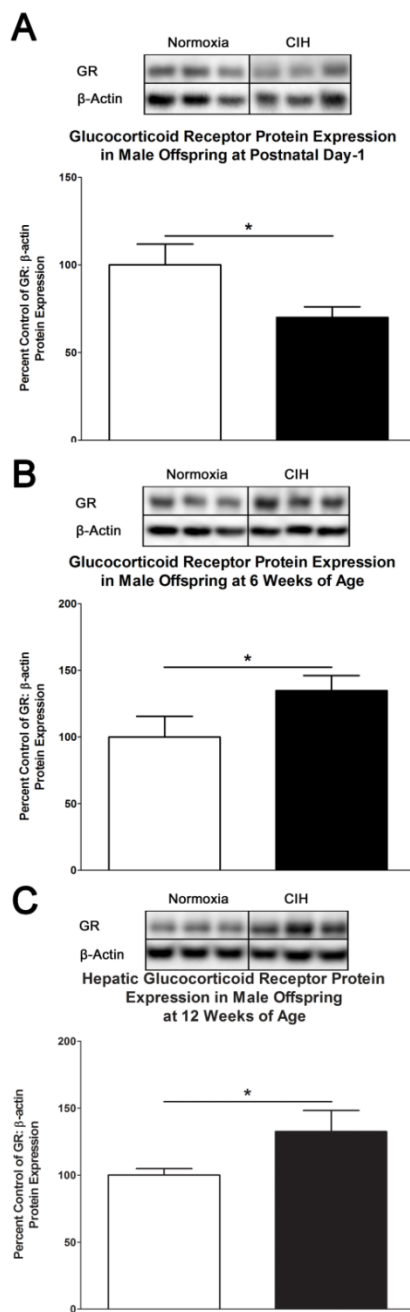 A
Normoxia CIH
GR
β-Actin
Glucocorticoid Receptor Protein Expression
in Male Offspring at Postnatal Day-1
Percent Control of GR: β-actin
Protein Expression
150
100
50
0
*
B
Normoxia CIH
GR
β-Actin
Glucocorticoid Receptor Protein Expression
in Male Offspring at 6 Weeks of Age
Percent Control of GR: β-actin
Protein Expression
200
150
100
50
0
*
C
Normoxia CIH
GR
β-Actin
Hepatic Glucocorticoid Receptor Protein
Expression in Male Offspring
at 12 Weeks of Age
Percent Control of GR: β-actin
Protein Expression
200
150
100
50
0
*